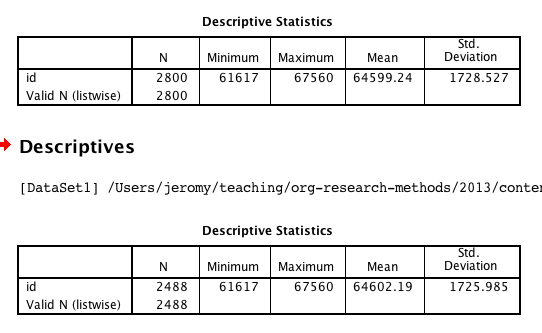 Descriptive Statistics
N Minimum Maximum Mean Std. Deviation
id 2800 61617 67560 64599.24 1728.527
Valid N (listwise) 2800
Descriptives
[DataSet1] /Users/jeromy/teaching/org-research-methods/2013/conte
Descriptive Statistics
N Minimum Maximum Mean Std. Deviation
id 2488 61617 67560 64602.19 1725.985
Valid N (listwise) 2488